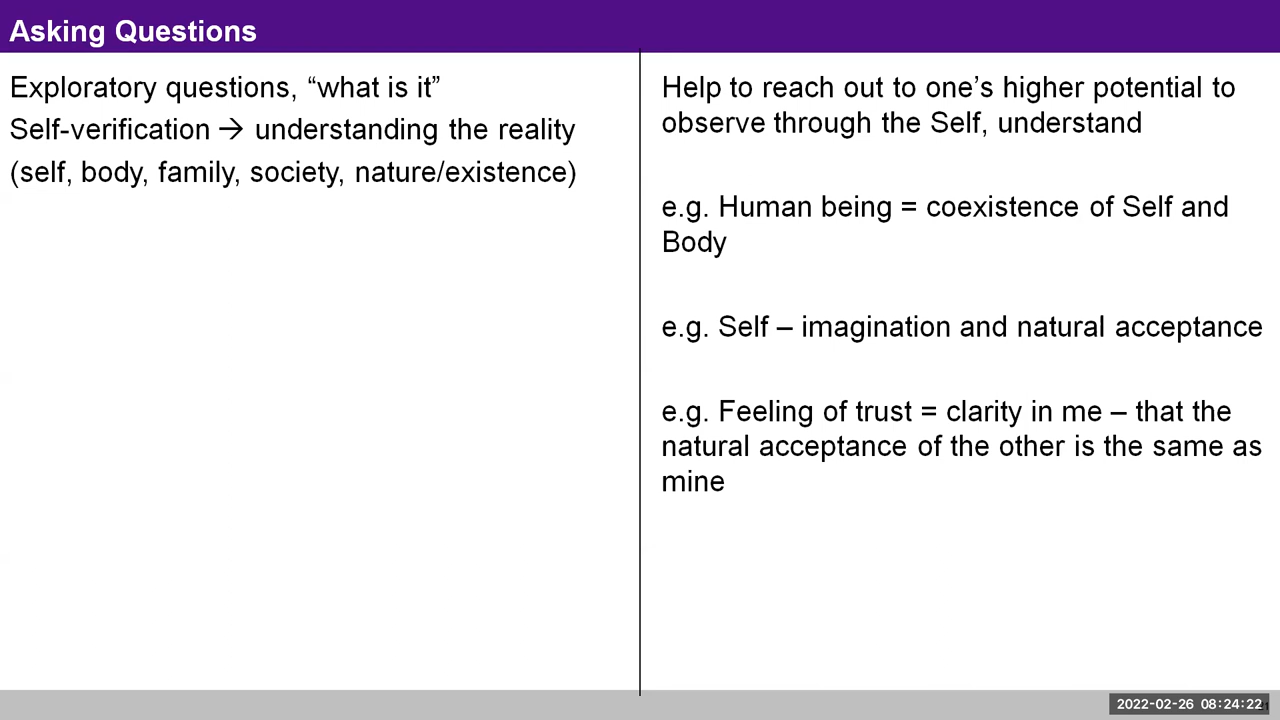 Asking Questions
Exploratory questions, “what is it”
Self-verification → understanding the reality
(self, body, family, society, nature/existence)
Help to reach out to one’s higher potential to
observe through the Self, understand
e.g. Human being = coexistence of Self and
Body
e.g. Self – imagination and natural acceptance
e.g. Feeling of trust = clarity in me – that the
natural acceptance of the other is the same as
mine
2022-02-26 08:24:22